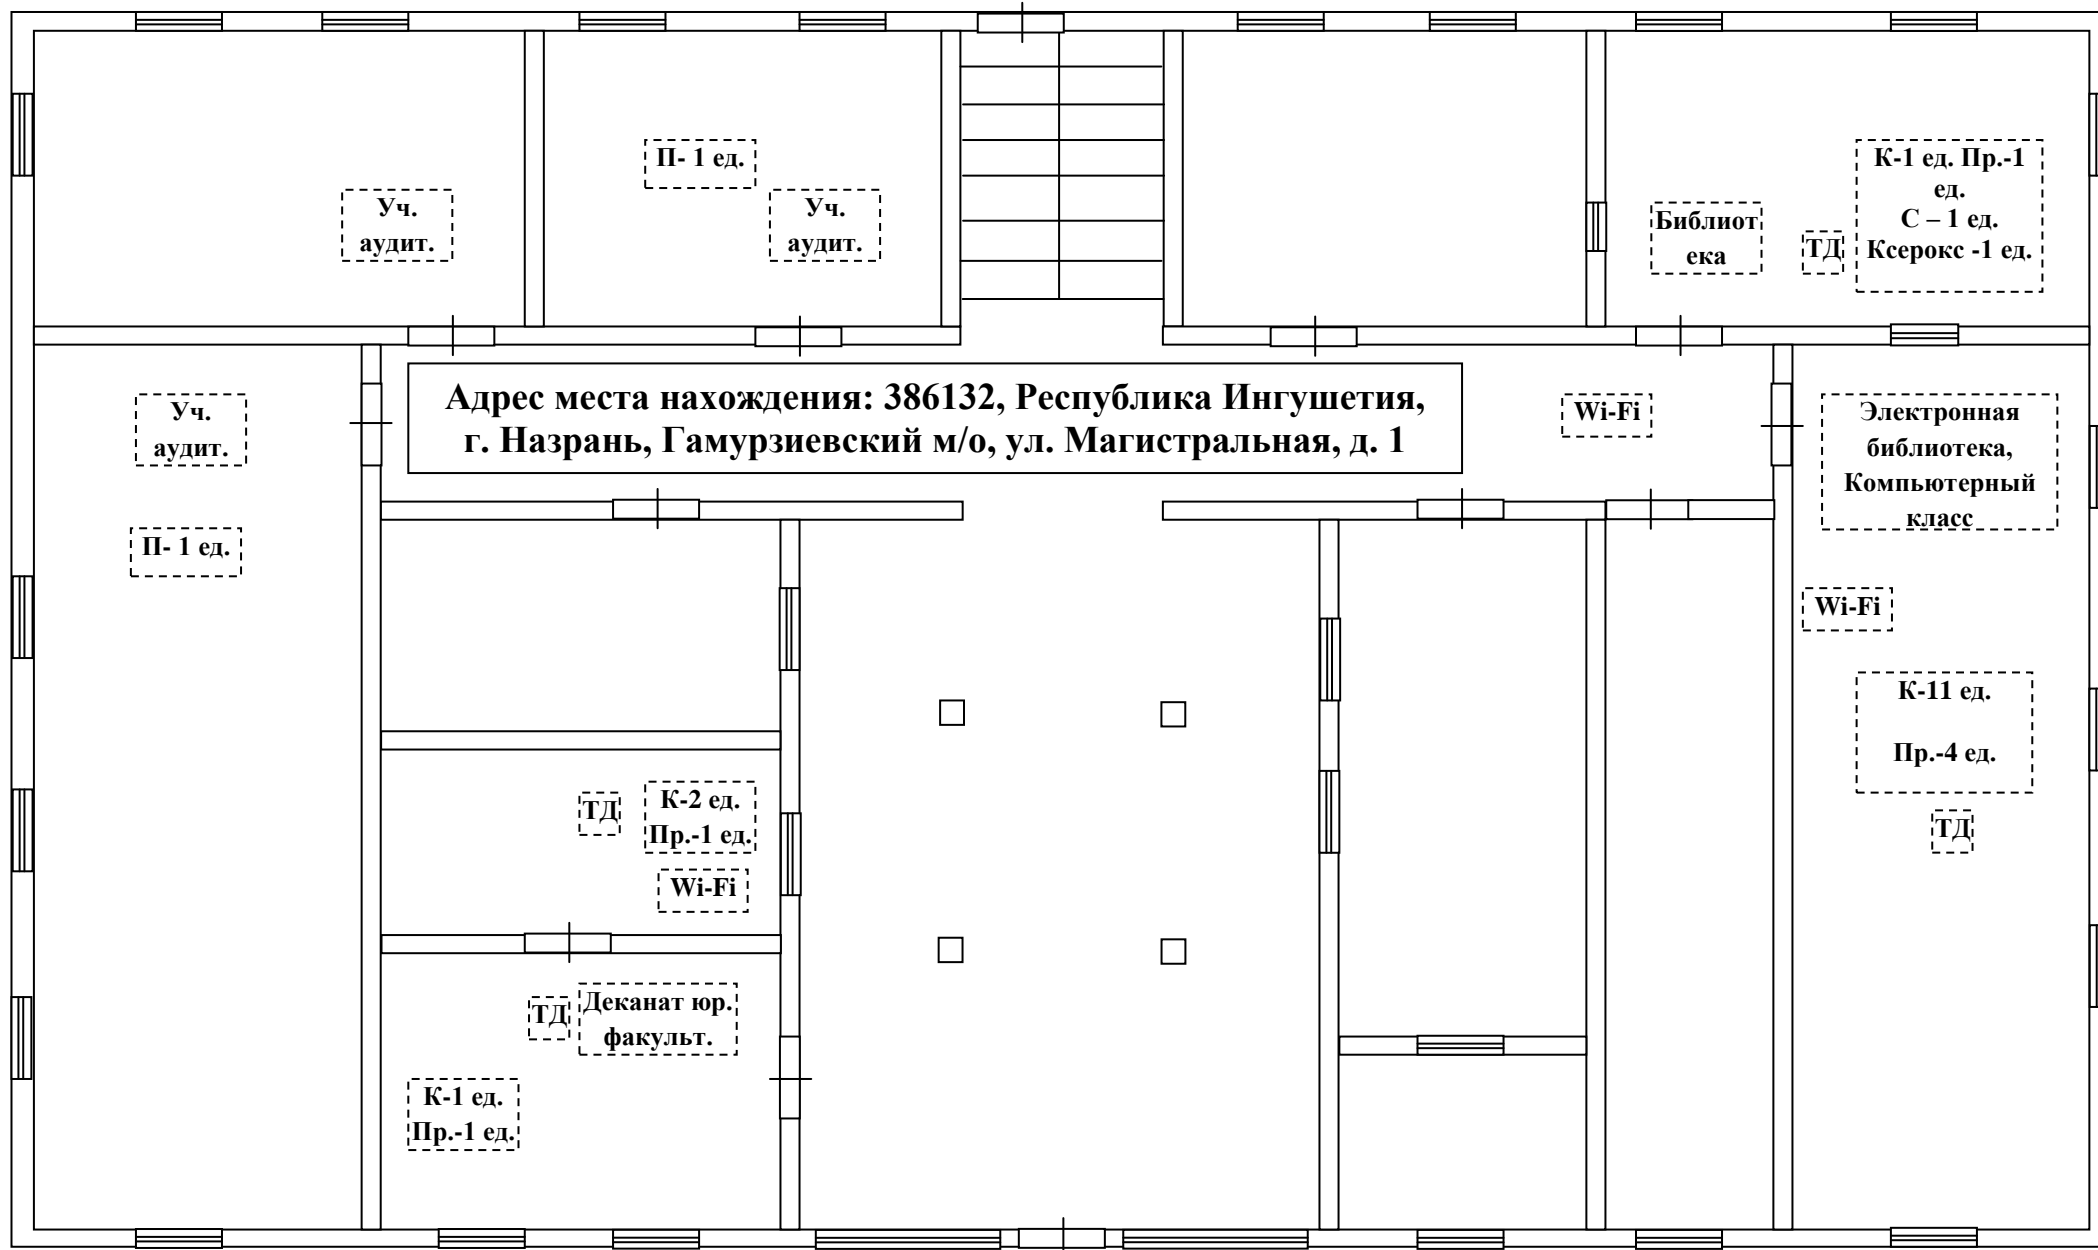 П- 1 ед.
Уч.
аудит.
Уч.
аудит.
К-1 ед. Пр.-1
ед.
С – 1 ед.
Ксерокс -1 ед.
Библиот
ека
ТД
Адрес места нахождения: 386132, Республика Ингушетия,
г. Назрань, Гамурзиевский м/о, ул. Магистральная, д. 1
Уч.
аудит.
Wi-Fi
Электронная
библиотека,
Компьютерный
класс
П- 1 ед.
Wi-Fi
К-11 ед.
Пр.-4 ед.
ТД
ТД
К-2 ед.
Пр.-1 ед.
Wi-Fi
ТД
Деканат юр.
факульт.
К-1 ед.
Пр.-1 ед.